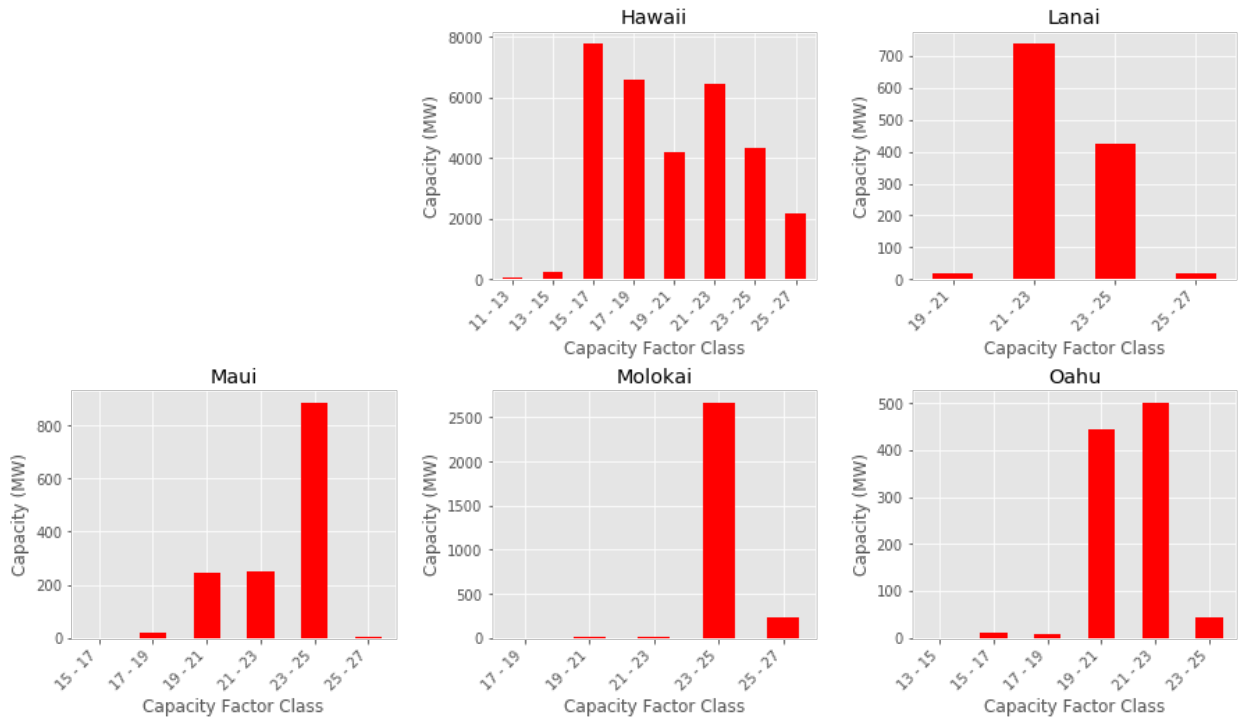 Hawaii
Capacity (MW)
8000
6000
4000
2000
0
11 - 13
13 - 15
15 - 17
17 - 19
19 - 21
21 - 23
23 - 25
25 - 27
Capacity Factor Class
Lanai
Capacity (MW)
700
600
500
400
300
200
100
0
19 - 21
21 - 23
23 - 25
25 - 27
Capacity Factor Class
Maui
Capacity (MW)
800
600
400
200
0
15 - 17
17 - 19
19 - 21
21 - 23
23 - 25
25 - 27
Capacity Factor Class
Molokai
Capacity (MW)
2500
2000
1500
1000
500
0
17 - 19
19 - 21
21 - 23
23 - 25
25 - 27
Capacity Factor Class
Oahu
Capacity (MW)
500
400
300
200
100
0
13 - 15
15 - 17
17 - 19
19 - 21
21 - 23
23 - 25
Capacity Factor Class